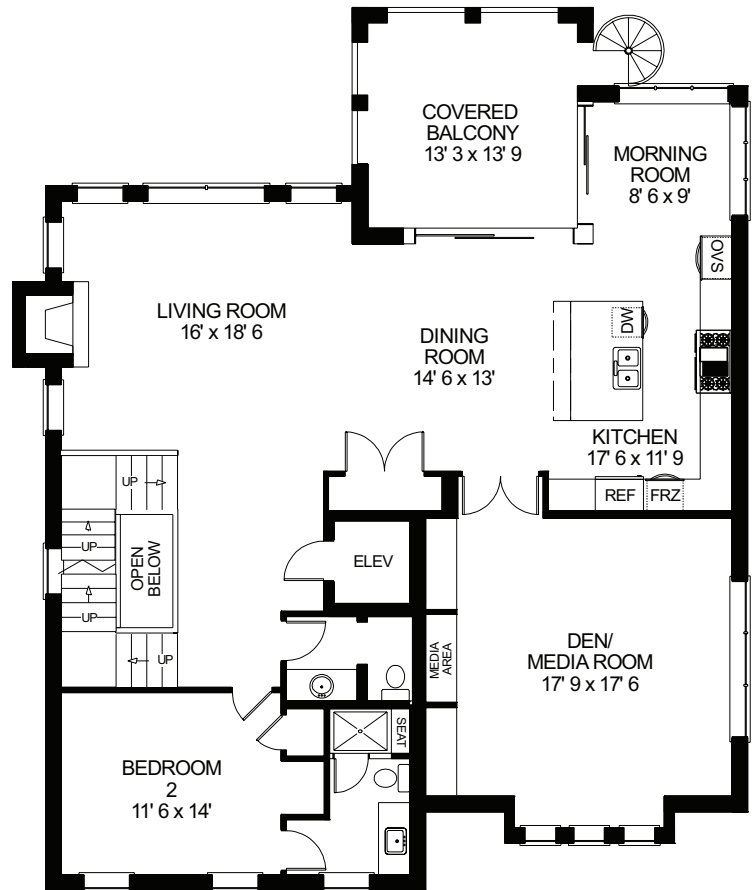 COVERED
BALCONY
13' 3 x 13' 9
MORNING
ROOM
8' 6 x 9'
OVS
LIVING ROOM
16' x 18' 6
DINING
ROOM
14' 6 x 13'
DW
KITCHEN
17' 6 x 11' 9
REF
FRZ
UP
UP
UP
UP
OPEN
BELOW
ELEV
MEDIA
AREA
DEN/
MEDIA ROOM
17' 9 x 17' 6
SEAT
BEDROOM
2
11' 6 x 14'